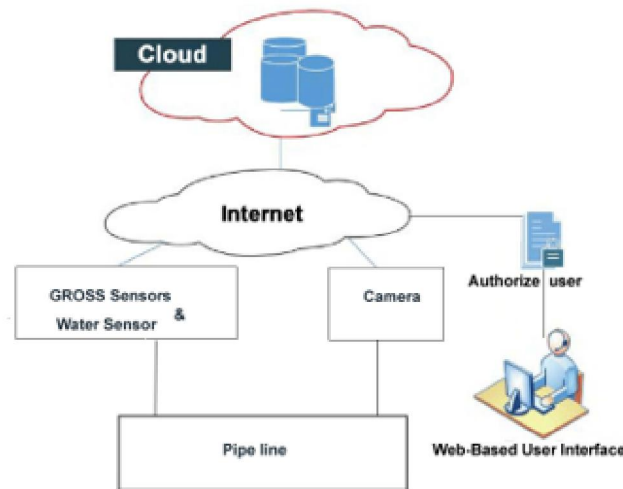 Cloud
Internet
GROSS Sensors
&
Water Sensor
Camera
Authorize user
Pipe line
Web-Based User Interface